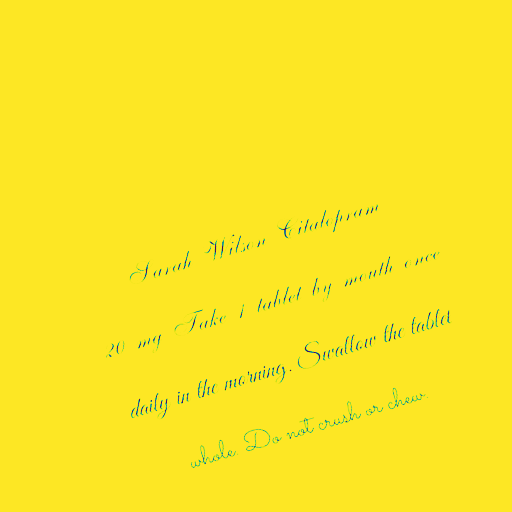 Sarah Wilson Citalopram
20 mg Take 1 tablet by mouth once
daily in the morning. Swallow the tablet
whole Do not crush or chew